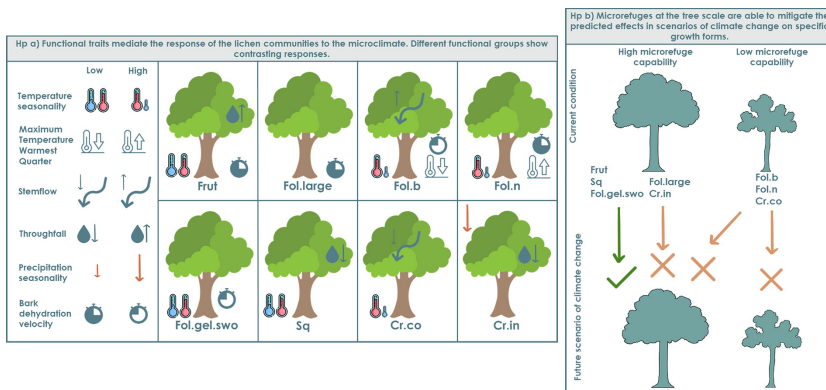 Hp a) Functional traits mediate the response of the lichen communities to the microclimate. Different functional groups show
contrasting responses.
Low
High
Temperature
seasonality
Maximum
Temperature
Warmest
Quarter
Stemflow
Throughfall
Precipitation
seasonality
Bark
dehydration
velocity
Frut
Fol.large
Fol.b
Fol.n
Fol.gel.swo
Sq
Cr.co
Cr.in
Hp b) Microrefuges at the tree scale are able to mitigate the
predicted effects in scenarios of climate change on specific
growth forms.
High microrefuge
capability
Low microrefuge
capability
Current condition
Frut
Sq
Fol.gel.swo
Fol.large
Cr.in
Fol.b
Fol.n
Cr.co
Future scenario of climate change